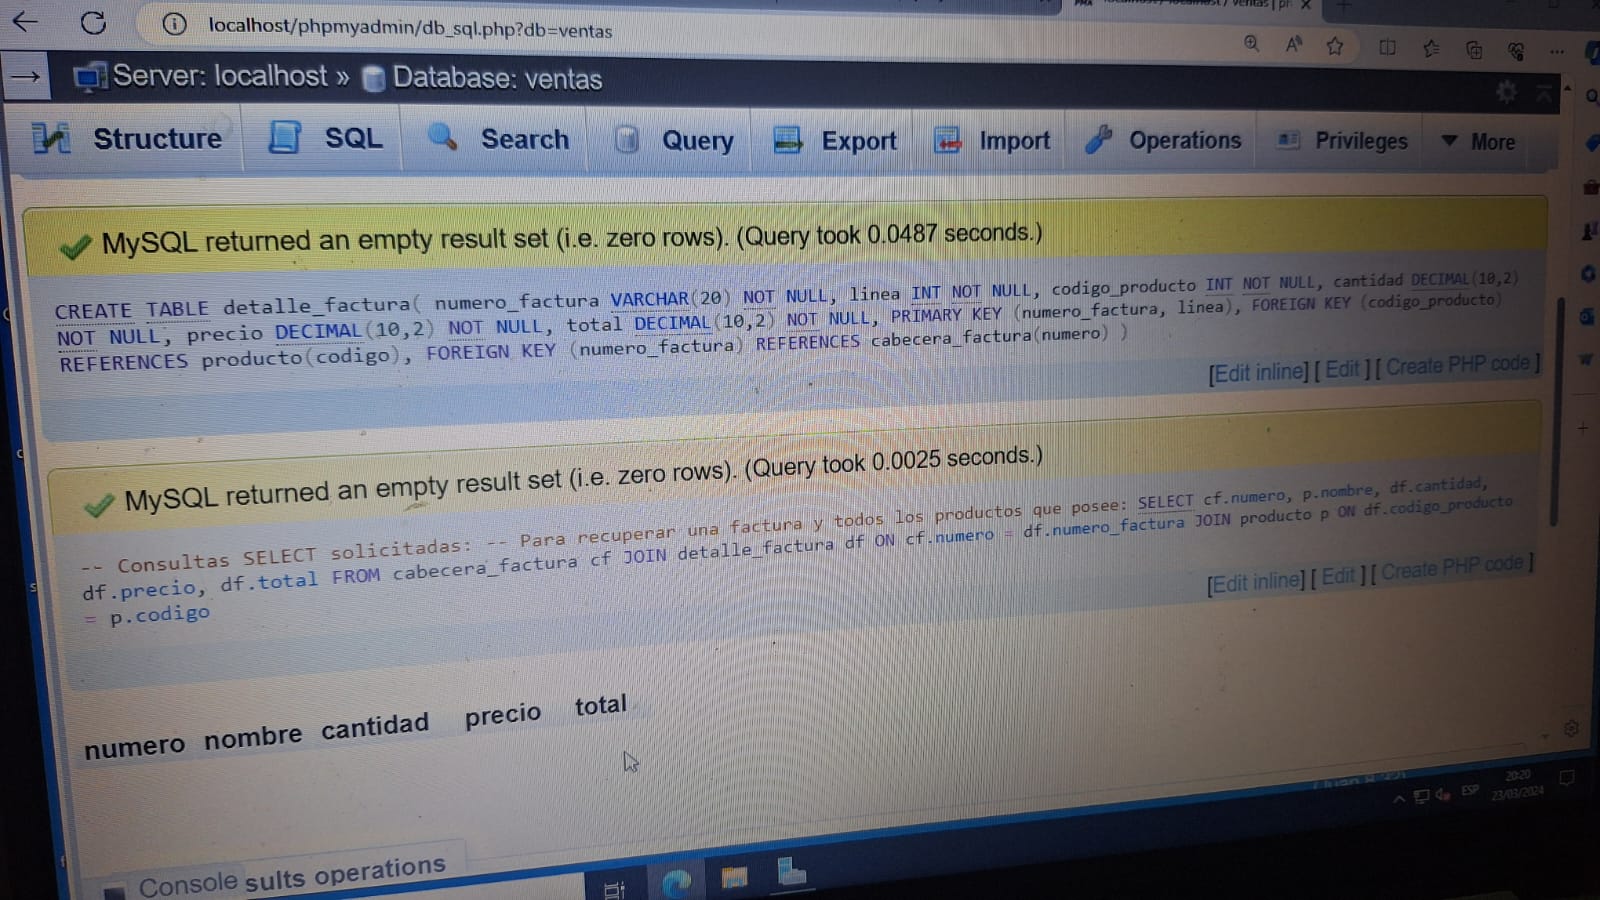 localhost/phpmyadmin/db_sql.php?db=ventas
Server: localhost » Database: ventas
Structure SQL Search Query Export Import Operations Privileges More
MySQL returned an empty result set (i.e. zero rows). (Query took 0.0487 seconds.)
CREATE TABLE detalle_factura( numero_factura VARCHAR(20) NOT NULL, linea INT NOT NULL, codigo_producto INT NOT NULL, cantidad DECIMAL(10,2)
NOT NULL, precio DECIMAL(10,2) NOT NULL, total DECIMAL(10,2) NOT NULL, PRIMARY KEY (numero_factura, linea), FOREIGN KEY (codigo_producto)
REFERENCES producto(codigo), FOREIGN KEY (numero_factura) REFERENCES cabecera_factura(numero) )
[Edit inline] [ Edit ] [ Create PHP code ]
MySQL returned an empty result set (i.e. zero rows). (Query took 0.0025 seconds.)
-- Consultas SELECT solicitadas: -- Para recuperar una factura y todos los productos que posee: SELECT cf.numero, p.nombre, df.cantidad,
df.precio, df.total FROM cabecera_factura cf JOIN detalle_factura df ON cf.numero = df.numero_factura JOIN producto p ON df.codigo_producto
= p.codigo
[Edit inline] [ Edit ] [ Create PHP code ]
numero nombre cantidad precio total
Console sults operations
ESP
20:20
23/03/2024